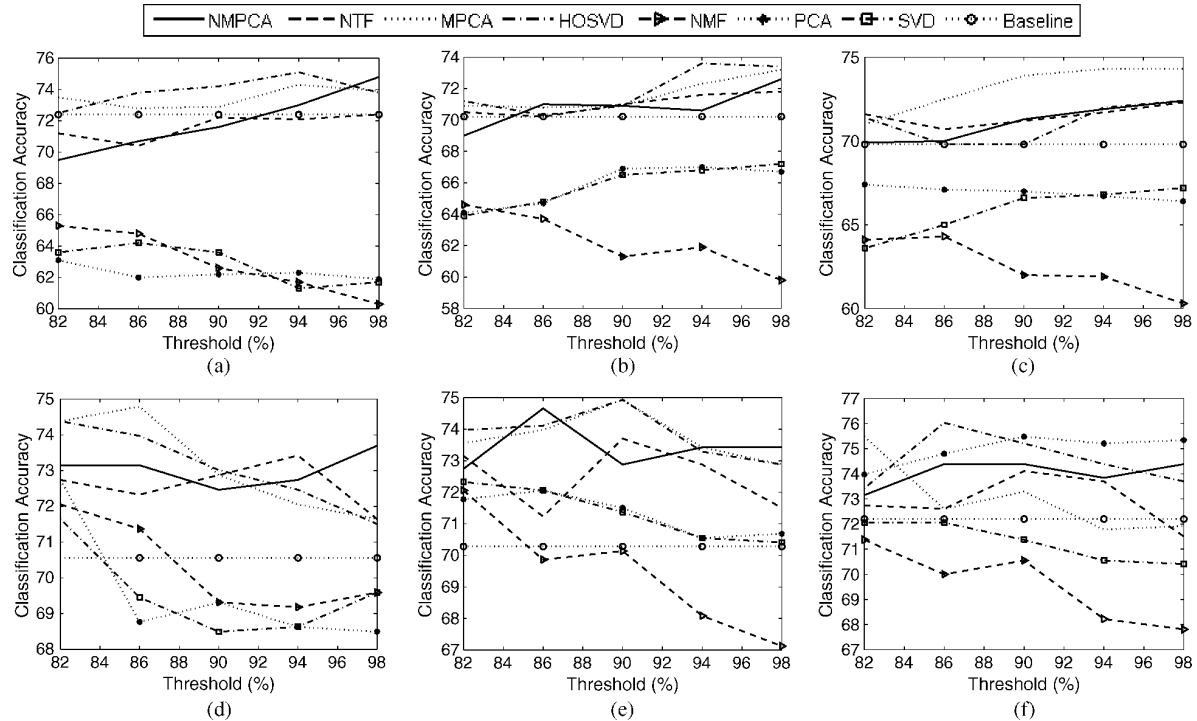 NMPCA NTF MPCA HOSVD NMF PCA SVD Baseline
76
74
72
70
68
66
64
62
60
Classification Accuracy
82 84 86 88 90 92 94 96 98
Threshold (%)
(a)
74
72
70
68
66
64
62
60
58
Classification Accuracy
82 84 86 88 90 92 94 96 98
Threshold (%)
(b)
75
70
65
60
Classification Accuracy
82 84 86 88 90 92 94 96 98
Threshold (%)
(c)
75
74
73
72
71
70
69
68
Classification Accuracy
82 84 86 88 90 92 94 96 98
Threshold (%)
(d)
75
74
73
72
71
70
69
68
67
Classification Accuracy
82 84 86 88 90 92 94 96 98
Threshold (%)
(e)
77
76
75
74
73
72
71
70
69
68
67
Classification Accuracy
82 84 86 88 90 92 94 96 98
Threshold (%)
(f)